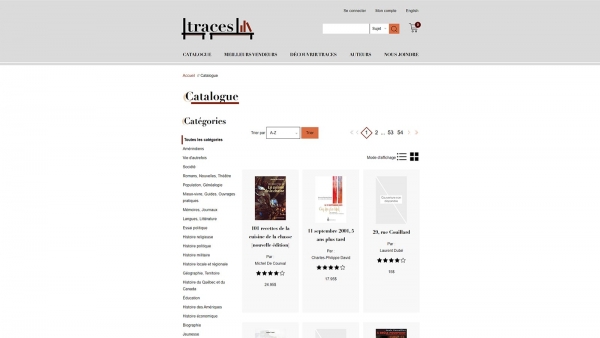 Se connecter
Mon compte
English
traces
Sujet
0
CATALOGUE
MEILLEURS VENDEURS
DÉCOUVRIR TRACES
AUTEURS
NOUS JOINDRE
Accueil // Catalogue
Catalogue
Catégories
Toutes les catégories
Amérindiens
Vie d'autrefois
Société
Romans, Nouvelles, Théâtre
Population, Généalogie
Mieux-vivre, Guides, Ouvrages
pratiques
Mémoires, Journaux
Langues, Littérature
Essai politique
Histoire religieuse
Histoire politique
Histoire militaire
Histoire locale et régionale
Géographie, Territoire
Histoire du Québec et du
Canada
Éducation
Histoire des Amériques
Histoire économique
Biographie
Jeunesse
Trier par
A-Z
1
2
...
53
54
Mode d'affichage
101 recettes de la
cuisine de la chasse
(nouvelle édition)
Par :
Michel De Courval
26.95$
11 septembre 2001, 5
ans plus tard
Par :
Charles-Philippe David
17.95$
29, rue Couillard
Par :
Laurent Dubé
15$